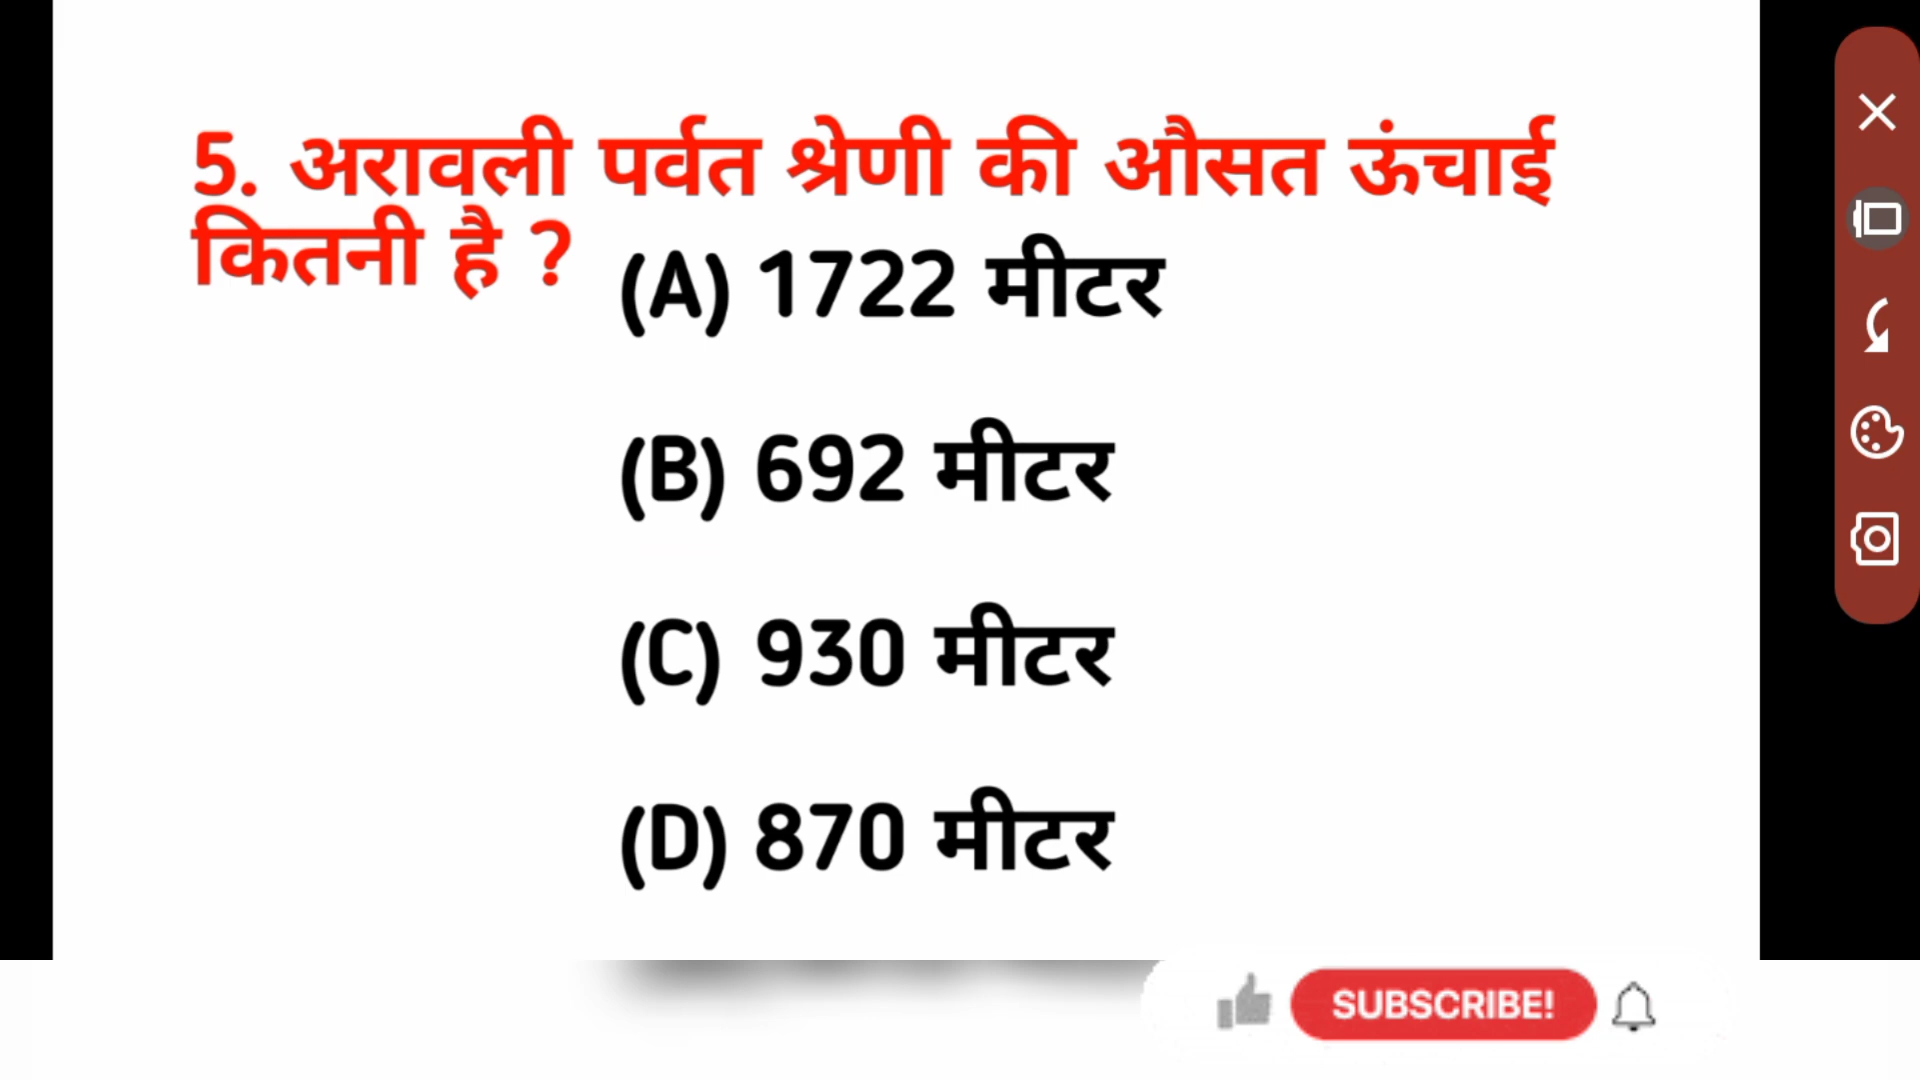 5. अरावली पर्वत श्रेणी की औसत ऊंचाई
कितनी है ?
(A) 1722 मीटर
(B) 692 मीटर
(C) 930 मीटर
(D) 870 मीटर
SUBSCRIBE!